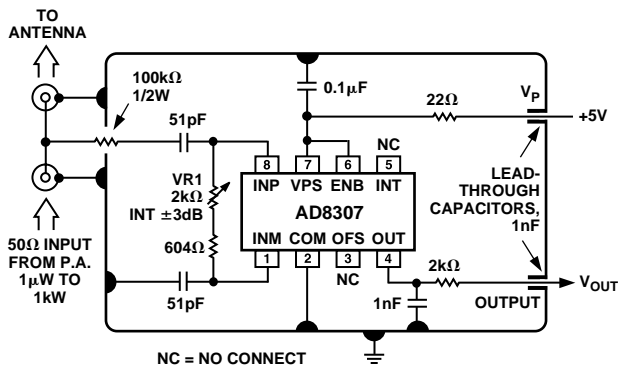 TO
ANTENNA
100kΩ
1/2W
51pF
0.1μF
22Ω
VP
+5V
NC
8
7
6
5
INP
VPS
ENB
INT
VR1
2kΩ
INT ±3dB
AD8307
LEAD-
THROUGH
CAPACITORS,
1nF
604Ω
INM
COM
OFS
OUT
1
2
3
4
NC
50Ω INPUT
FROM P.A.
1μW TO
1kW
51pF
2kΩ
1nF
OUTPUT
VOUT
NC = NO CONNECT